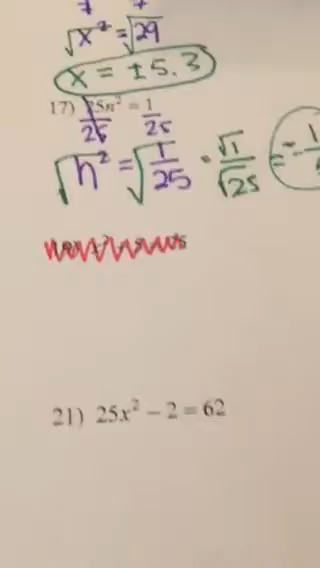 √x² = √29
x = ±5.3
17) 25n² = 1
25 25
√n² = √1/25 · √1/√25 =
21) 25x² − 2 = 62